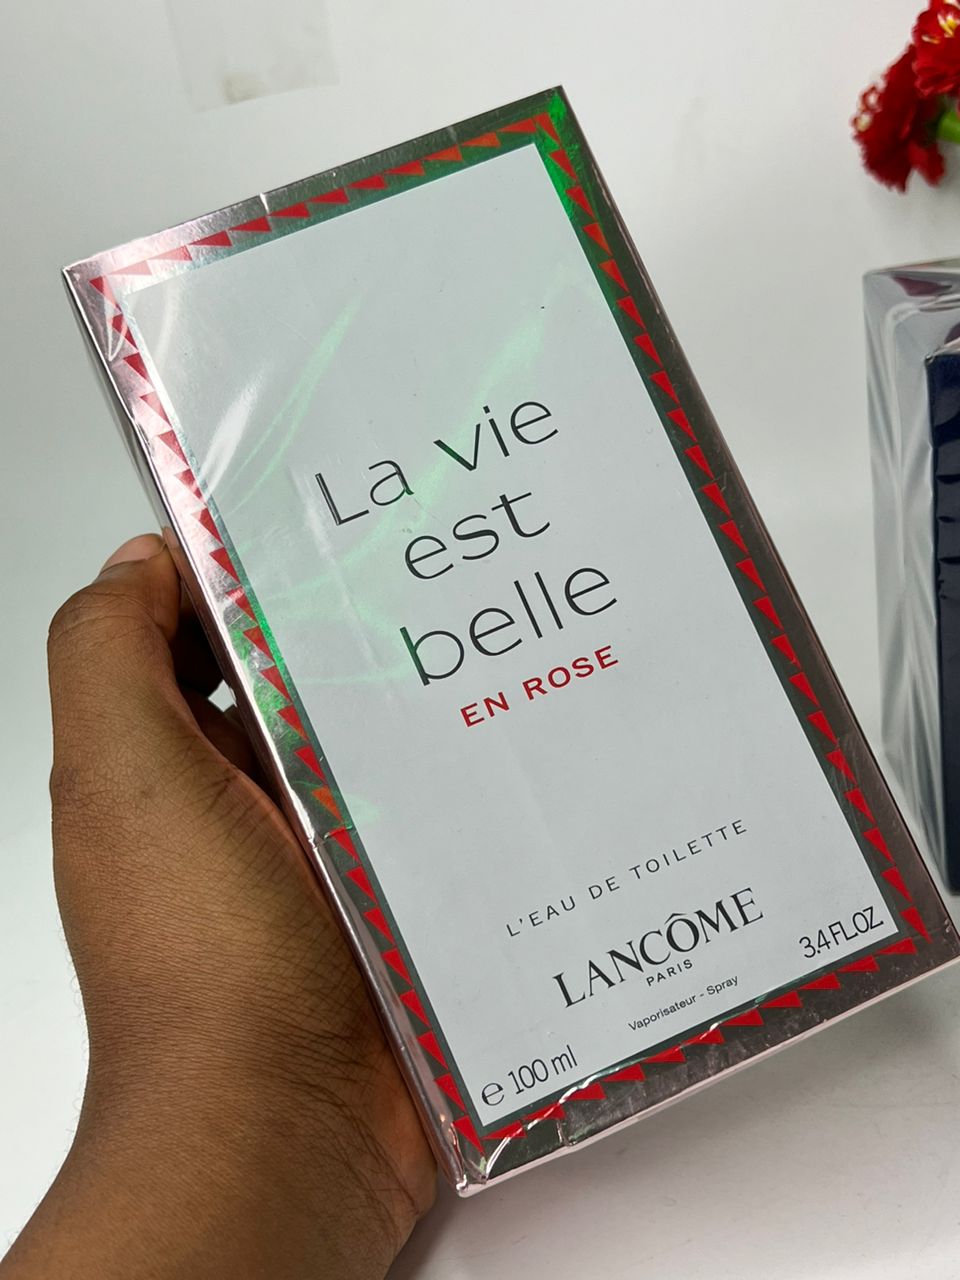 La vie
est
belle
EN ROSE
L'EAU DE TOILETTE
LANCÔME
PARIS
Vaporisateur - Spray
℮ 100 ml
3.4 FL.OZ.